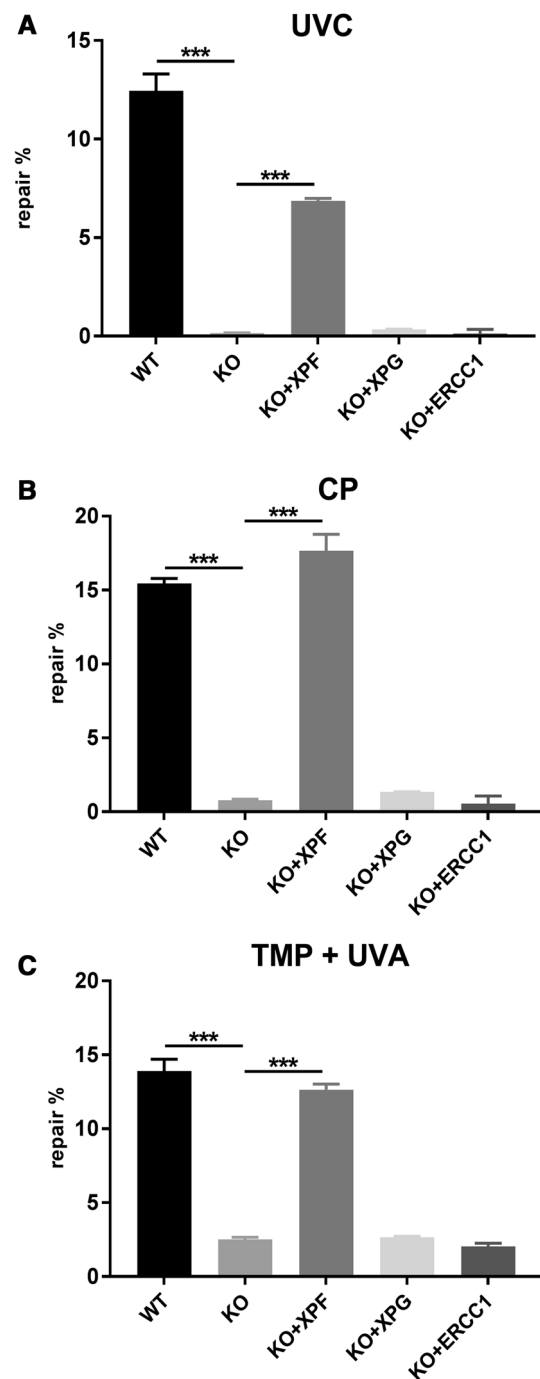 A
UVC
15
10
5
0
repair %
***
***
WT
KO
KO+XPF
KO+XPG
KO+ERCC1
B
CP
20
15
10
5
0
repair %
***
***
WT
KO
KO+XPF
KO+XPG
KO+ERCC1
C
TMP + UVA
20
15
10
5
0
repair %
***
***
WT
KO
KO+XPF
KO+XPG
KO+ERCC1